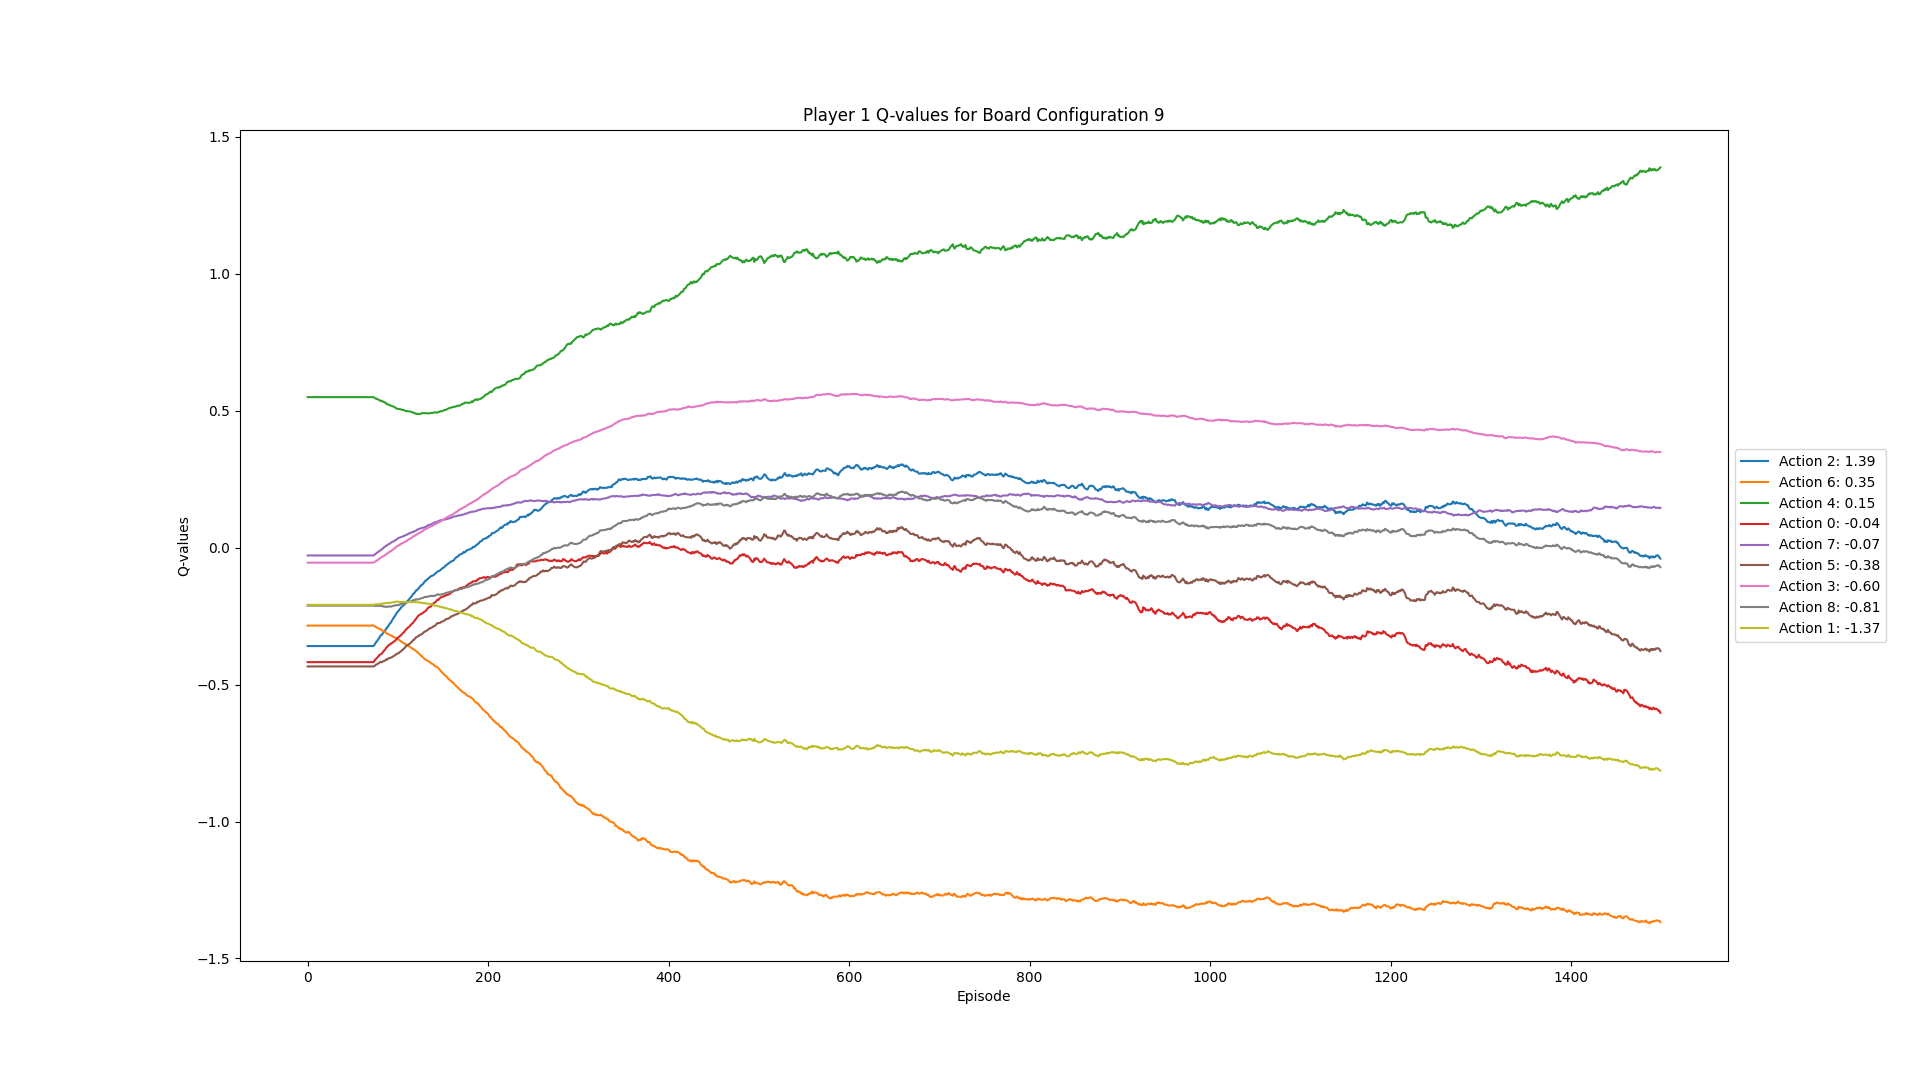 Player 1 Q-values for Board Configuration 9
1.5
1.0
0.5
0.0
−0.5
−1.0
−1.5
Q-values
0 200 400 600 800 1000 1200 1400
Episode
Action 2: 1.39
Action 6: 0.35
Action 4: 0.15
Action 0: -0.04
Action 7: -0.07
Action 5: -0.38
Action 3: -0.60
Action 8: -0.81
Action 1: -1.37